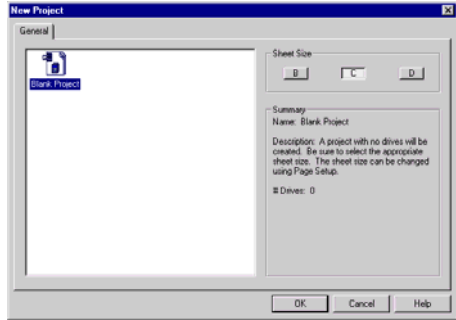 New Project
General
Blank Project
Sheet Size
B
C
D
Summary
Name: Blank Project
Description: A project with no drives will be
created. Be sure to select the appropriate
sheet size. The sheet size can be changed
using Page Setup.
# Drives: 0
OK
Cancel
Help